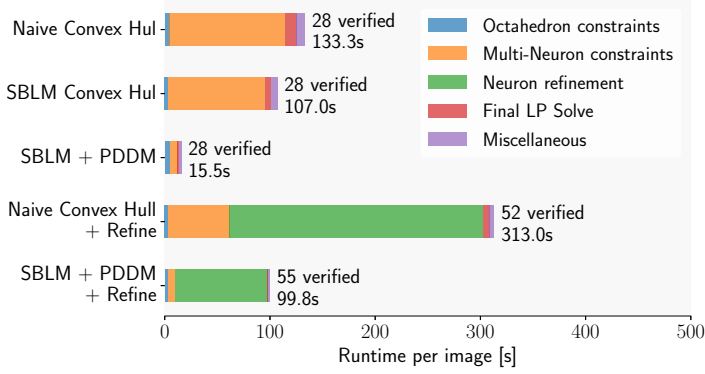 Naive Convex Hul
28 verified
133.3s
SBLM Convex Hul
28 verified
107.0s
SBLM + PDDM
28 verified
15.5s
Naive Convex Hull
+ Refine
52 verified
313.0s
SBLM + PDDM
+ Refine
55 verified
99.8s
Octahedron constraints
Multi-Neuron constraints
Neuron refinement
Final LP Solve
Miscellaneous
0 100 200 300 400 500
Runtime per image [s]